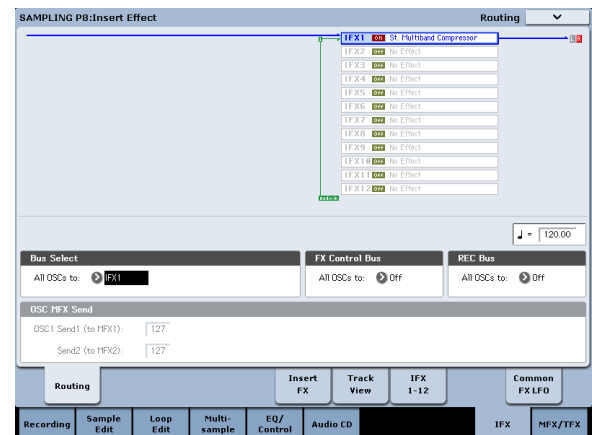 SAMPLING P8:Insert Effect
Routing
IFX1 On St. Multiband Compressor
L R
IFX2 Off No Effect
IFX3 Off No Effect
IFX4 Off No Effect
IFX5 Off No Effect
IFX6 Off No Effect
IFX7 Off No Effect
IFX8 Off No Effect
IFX9 Off No Effect
IFX10 Off No Effect
IFX11 Off No Effect
IFX12 Off No Effect
Audio In
♩ = 120.00
Bus Select
FX Control Bus
REC Bus
All OSCs to: IFX1
All OSCs to: Off
All OSCs to: Off
OSC MFX Send
OSC1 Send1 (to MFX1): 127
Send2 (to MFX2): 127
Routing
Insert FX
Track View
IFX 1-12
Common FX LFO
Recording
Sample Edit
Loop Edit
Multi-sample
EQ/Control
Audio CD
IFX
MFX/TFX